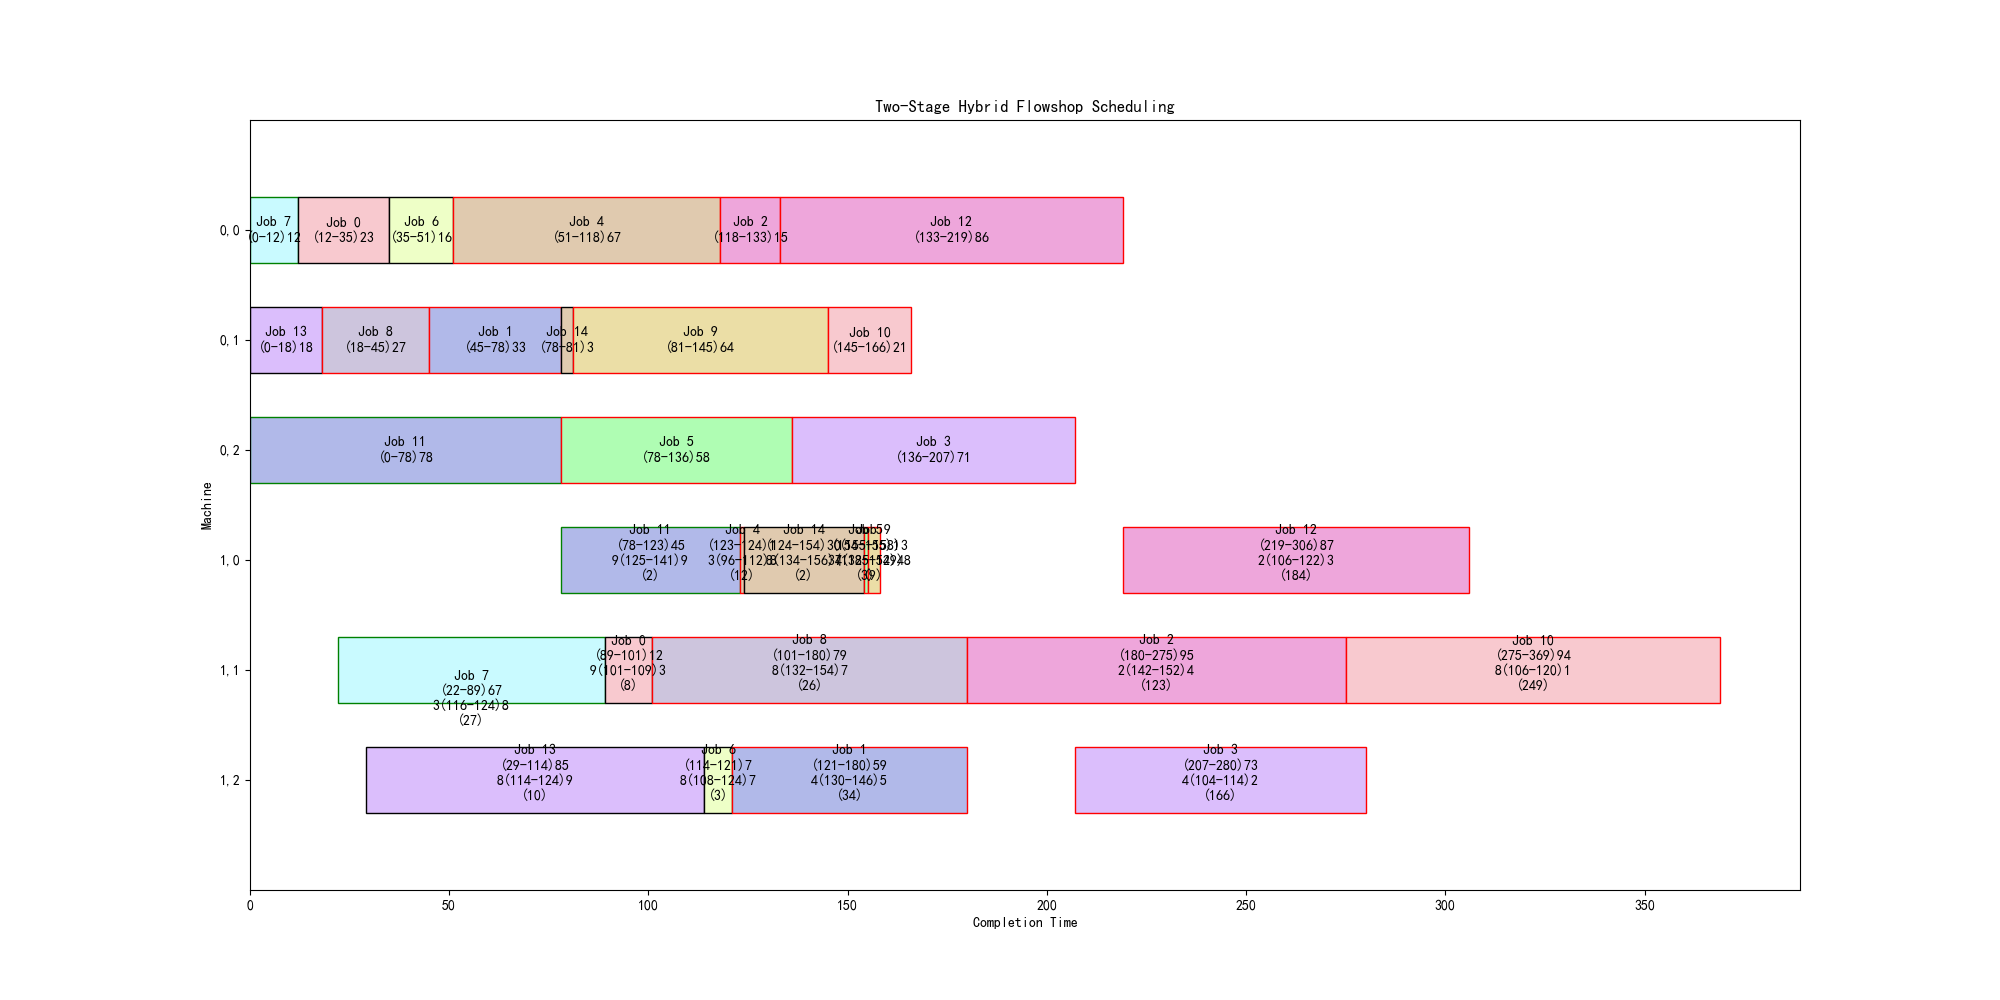 Two-Stage Hybrid Flowshop Scheduling
Machine
0,0
Job 7
(0-12)12
Job 0
(12-35)23
Job 6
(35-51)16
Job 4
(51-118)67
Job 2
(118-133)15
Job 12
(133-219)86
0,1
Job 13
(0-18)18
Job 8
(18-45)27
Job 1
(45-78)33
Job 14
(78-81)3
Job 9
(81-145)64
Job 10
(145-166)21
0,2
Job 11
(0-78)78
Job 5
(78-136)58
Job 3
(136-207)71
1,0
Job 11
(78-123)45
9(125-141)9
(2)
Job 4
(123-124)1
3(96-112)8
(12)
Job 14
(124-154)30
8(134-156)7
(2)
Job 12
(219-306)87
2(106-122)3
(184)
1,1
Job 7
(22-89)67
3(116-124)8
(27)
Job 0
(89-101)12
9(101-109)3
(8)
Job 8
(101-180)79
8(132-154)7
(26)
Job 2
(180-275)95
2(142-152)4
(123)
Job 10
(275-369)94
8(106-120)1
(249)
1,2
Job 13
(29-114)85
8(114-124)9
(10)
Job 6
(114-121)7
8(108-124)7
(3)
Job 1
(121-180)59
4(130-146)5
(34)
Job 3
(207-280)73
4(104-114)2
(166)
0
50
100
150
200
250
300
350
Completion Time